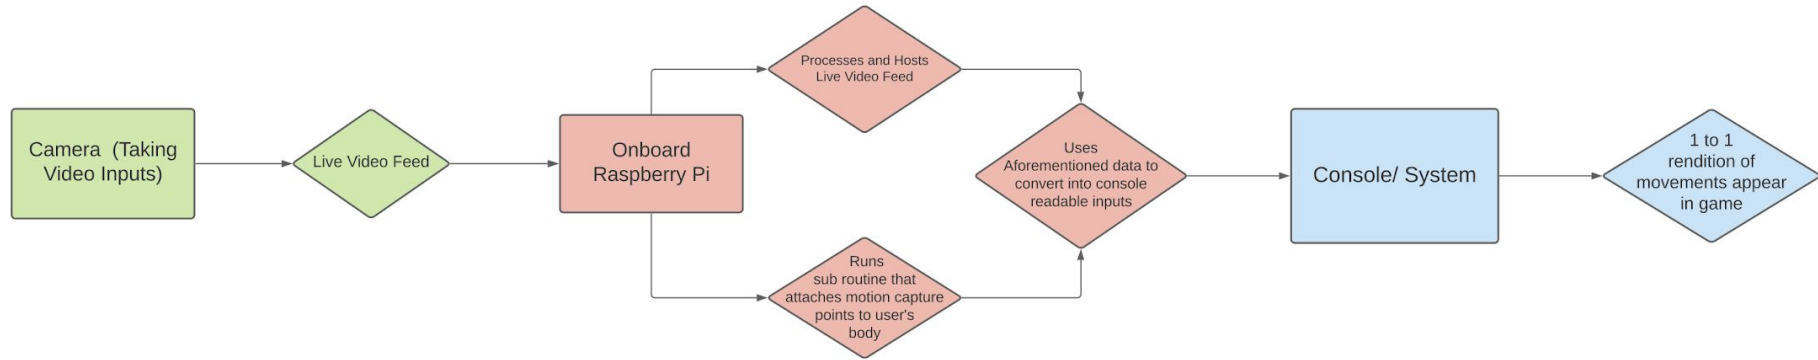 Camera  (Taking
Video Inputs)
Live Video Feed
Onboard
Raspberry Pi
Processes and Hosts
Live Video Feed
Runs
sub routine that
attaches motion capture
points to user's
body
Uses
Aforementioned data to
convert into console
readable inputs
Console/ System
1 to 1
rendition of
movements appear
in game